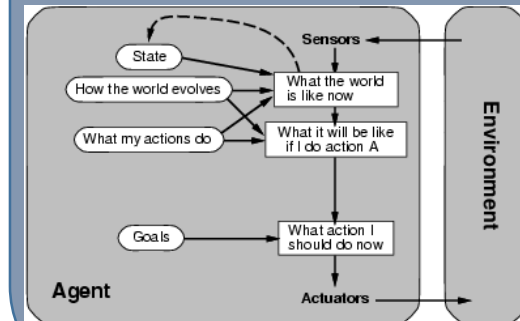 Sensors
State
What the world
is like now
How the world evolves
What my actions do
What it will be like
if I do action A
Goals
What action I
should do now
Agent
Actuators
Environment